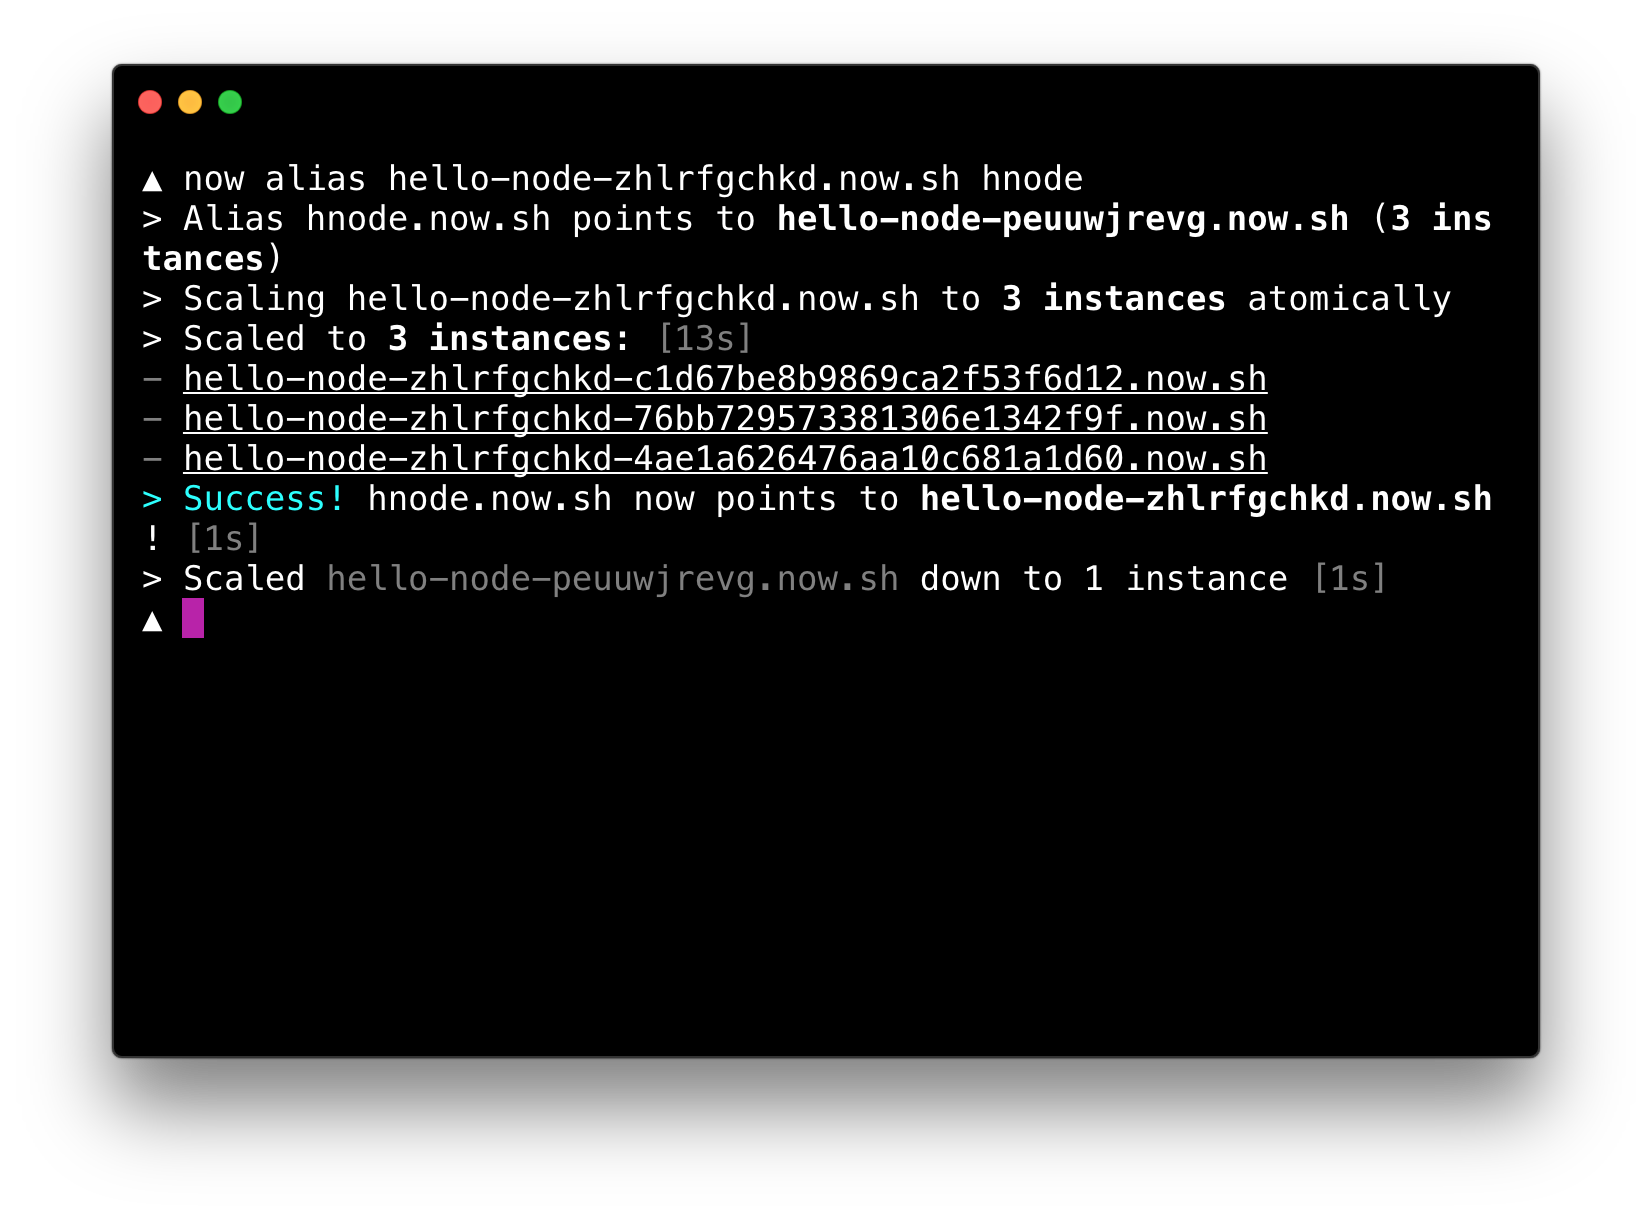 ▲ now alias hello-node-zhlrfgchkd.now.sh hnode
> Alias hnode.now.sh points to hello-node-peuuwjrevg.now.sh (3 ins
tances)
> Scaling hello-node-zhlrfgchkd.now.sh to 3 instances atomically
> Scaled to 3 instances: [13s]
- hello-node-zhlrfgchkd-c1d67be8b9869ca2f53f6d12.now.sh
- hello-node-zhlrfgchkd-76bb729573381306e1342f9f.now.sh
- hello-node-zhlrfgchkd-4ae1a626476aa10c681a1d60.now.sh
> Success! hnode.now.sh now points to hello-node-zhlrfgchkd.now.sh
! [1s]
> Scaled hello-node-peuuwjrevg.now.sh down to 1 instance [1s]
▲